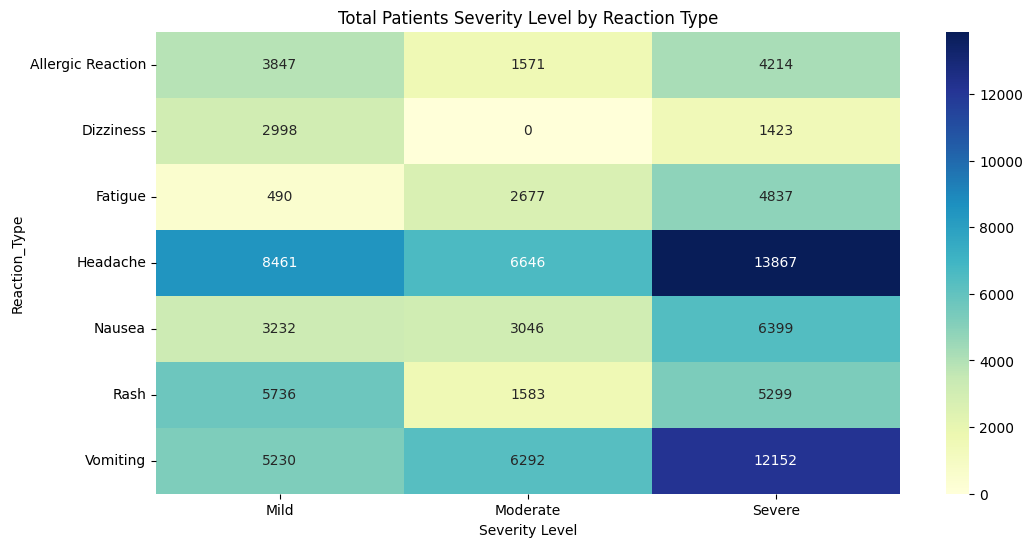 Total Patients Severity Level by Reaction Type
Reaction_Type
Allergic Reaction 3847 1571 4214
Dizziness 2998 0 1423
Fatigue 490 2677 4837
Headache 8461 6646 13867
Nausea 3232 3046 6399
Rash 5736 1583 5299
Vomiting 5230 6292 12152
Mild Moderate Severe
Severity Level
12000
10000
8000
6000
4000
2000
0